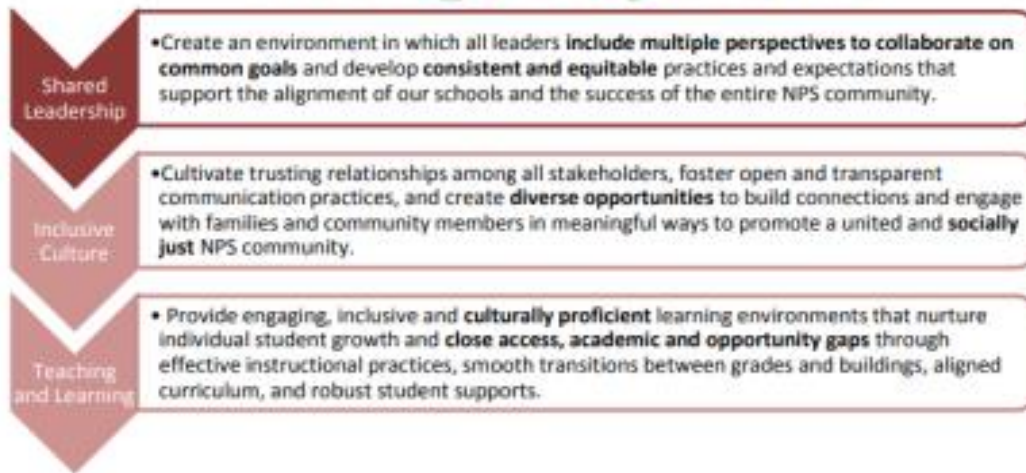 Shared
Leadership
•Create an environment in which all leaders include multiple perspectives to collaborate on
common goals and develop consistent and equitable practices and expectations that
support the alignment of our schools and the success of the entire NPS community.
Inclusive
Culture
•Cultivate trusting relationships among all stakeholders, foster open and transparent
communication practices, and create diverse opportunities to build connections and engage
with families and community members in meaningful ways to promote a united and socially
just NPS community.
Teaching
and Learning
• Provide engaging, inclusive and culturally proficient learning environments that nurture
individual student growth and close access, academic and opportunity gaps through
effective instructional practices, smooth transitions between grades and buildings, aligned
curriculum, and robust student supports.